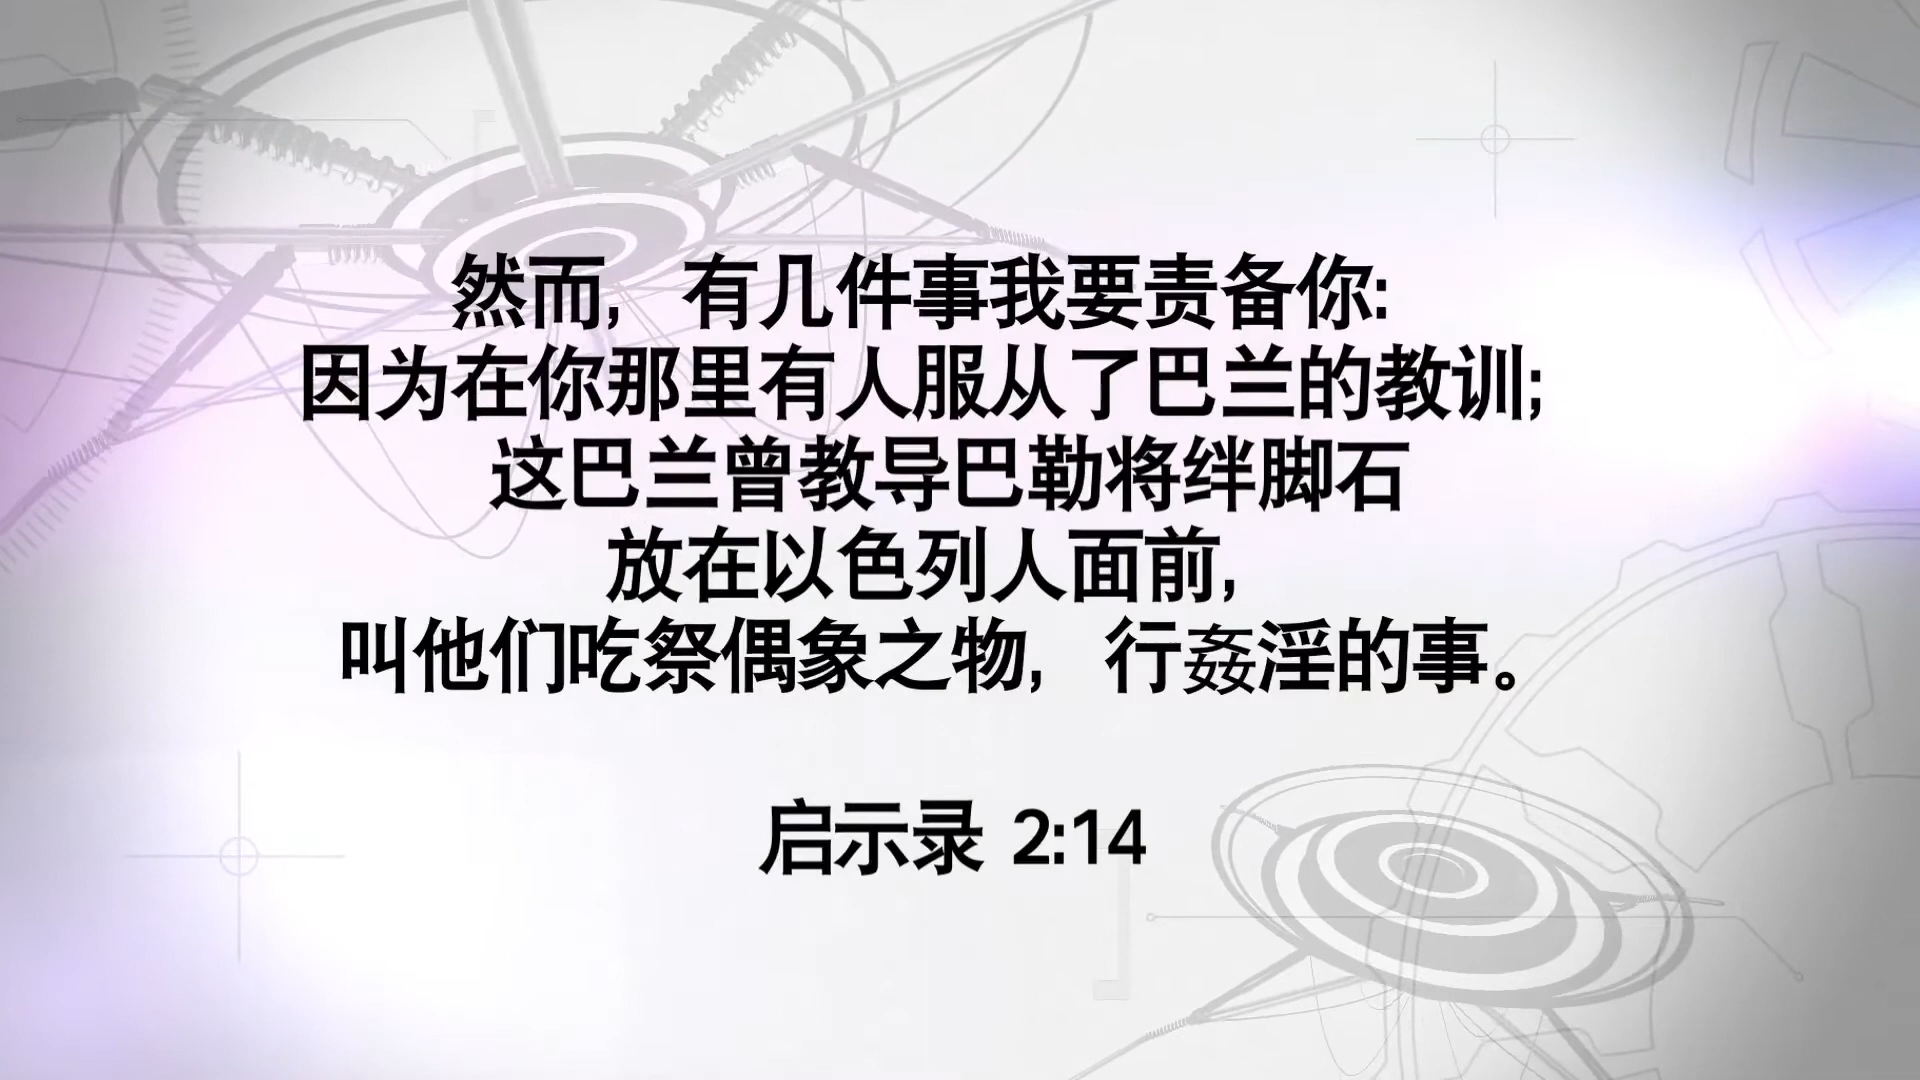 然而, 有几件事我要责备你:
因为在你那里有人服从了巴兰的教训;
这巴兰曾教导巴勒将绊脚石
放在以色列人面前,
叫他们吃祭偶象之物, 行姦淫的事。
启示录 2:14